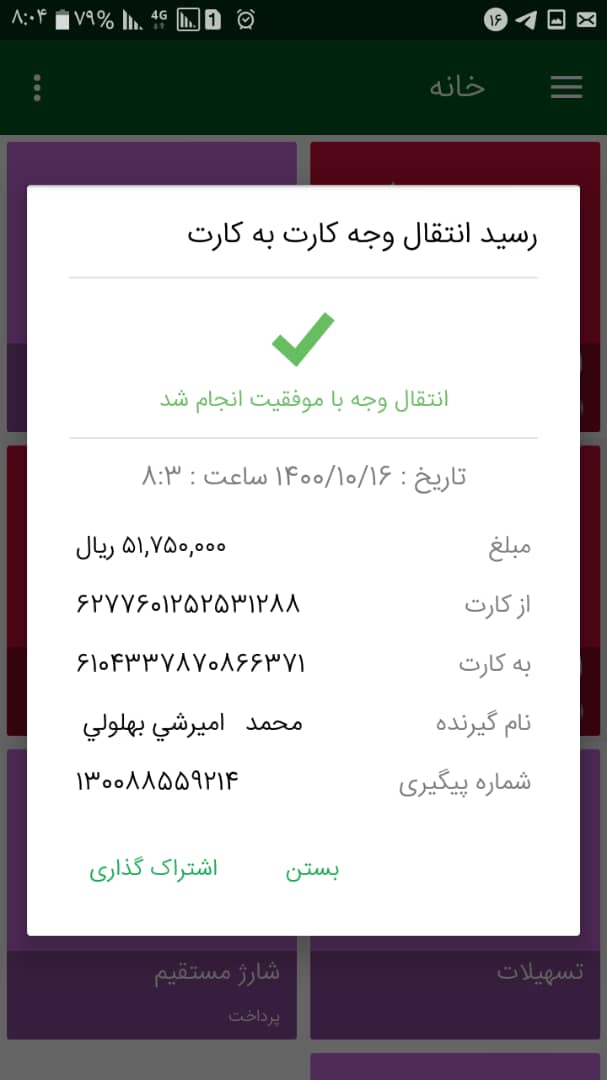 ۸:۰۴ ۷۹% 4G 1 ۱۶
خانه
رسید انتقال وجه کارت به کارت
انتقال وجه با موفقیت انجام شد
تاریخ : ۱۴۰۰/۱۰/۱۶ ساعت : ۸:۳
مبلغ ۵۱,۷۵۰,۰۰۰ ریال
از کارت ۶۲۷۷۶۰۱۲۵۲۵۳۱۲۸۸
به کارت ۶۱۰۴۳۳۷۸۷۰۸۶۶۳۷۱
نام گیرنده محمد اميرشي بهلولي
شماره پیگیری ۱۳۰۰۸۸۵۵۹۲۱۴
بستن اشتراک گذاری
تسهیلات شارژ مستقیم
پرداخت